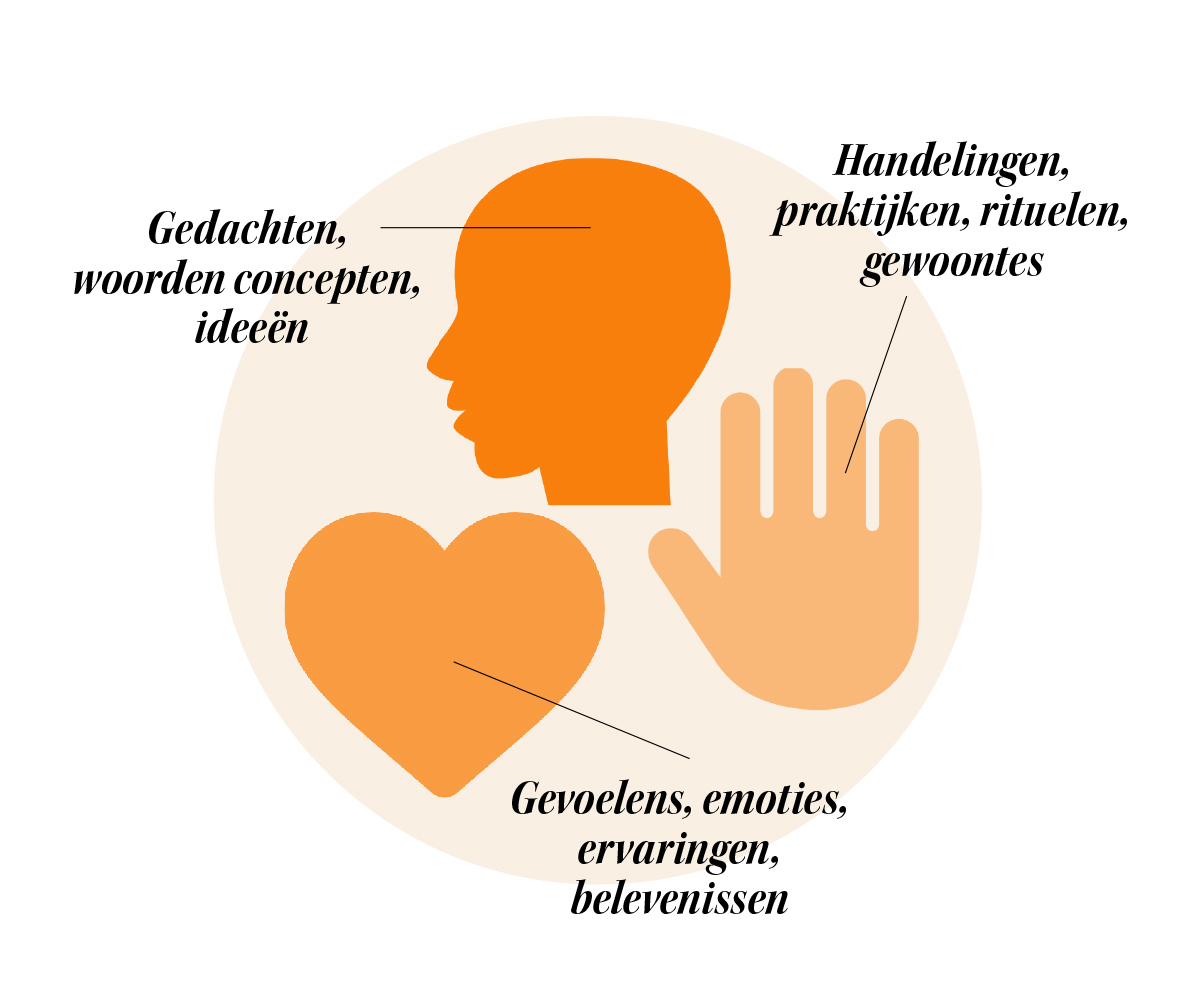 Gedachten,
woorden concepten,
ideeën
Handelingen,
praktijken, rituelen,
gewoontes
Gevoelens, emoties,
ervaringen,
belevenissen